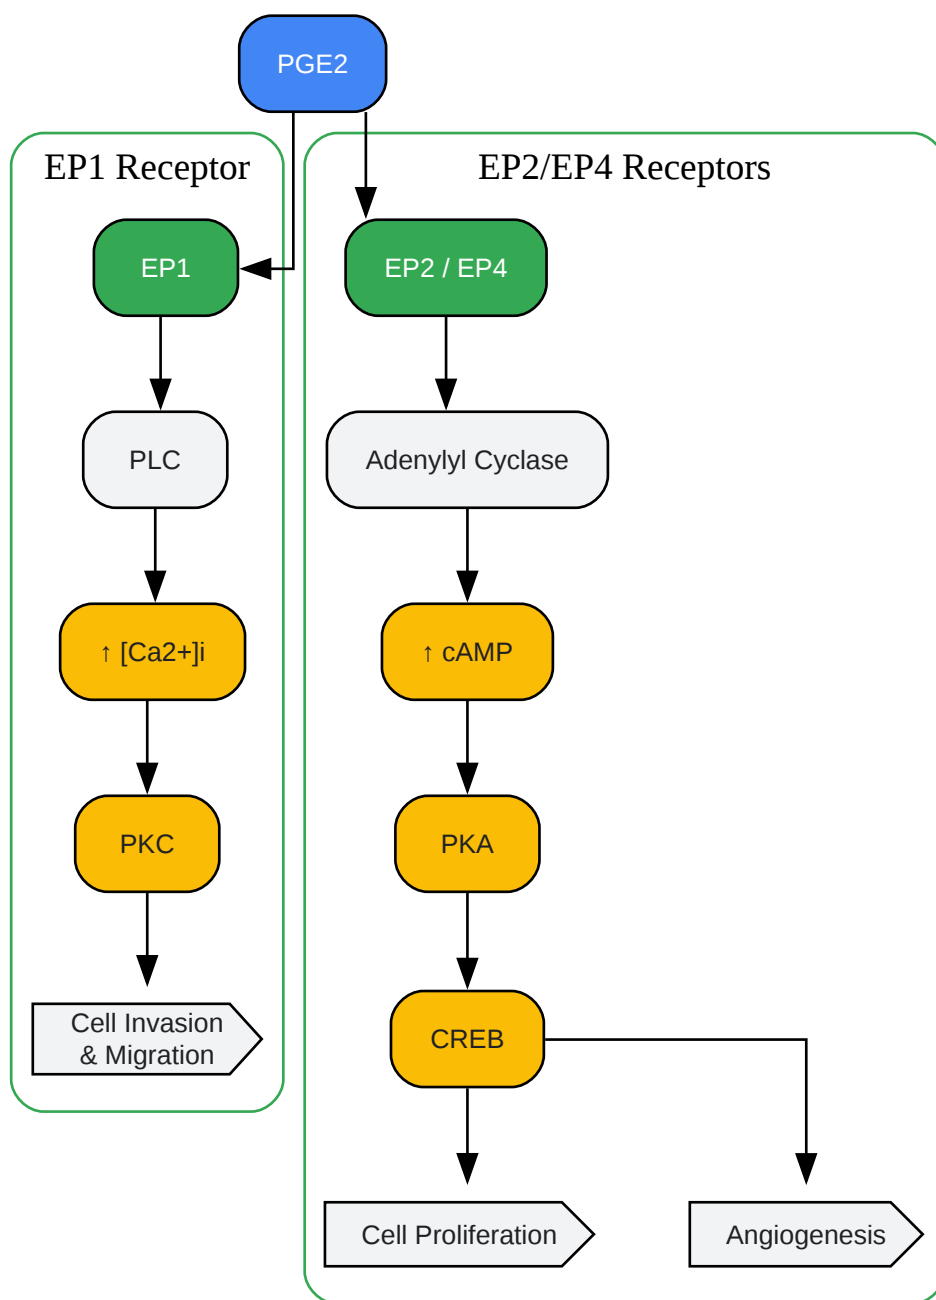 PGE2
EP1 Receptor
EP1
PLC
↑ [Ca2+]i
PKC
Cell Invasion
& Migration
EP2/EP4 Receptors
EP2 / EP4
Adenylyl Cyclase
↑ cAMP
PKA
CREB
Cell Proliferation
Angiogenesis